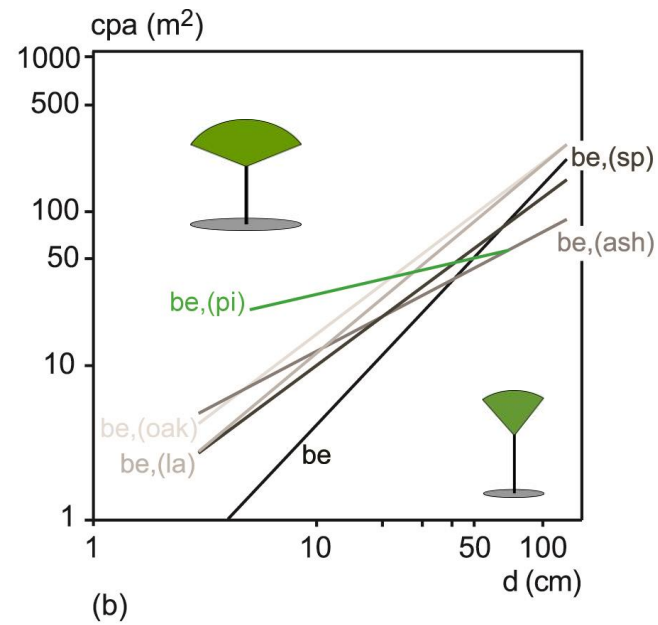 cpa (m²)
1000
500
100
50
10
1
be,(sp)
be,(ash)
be,(pi)
be,(oak)
be,(la)
be
1 10 50 100
d (cm)
(b)